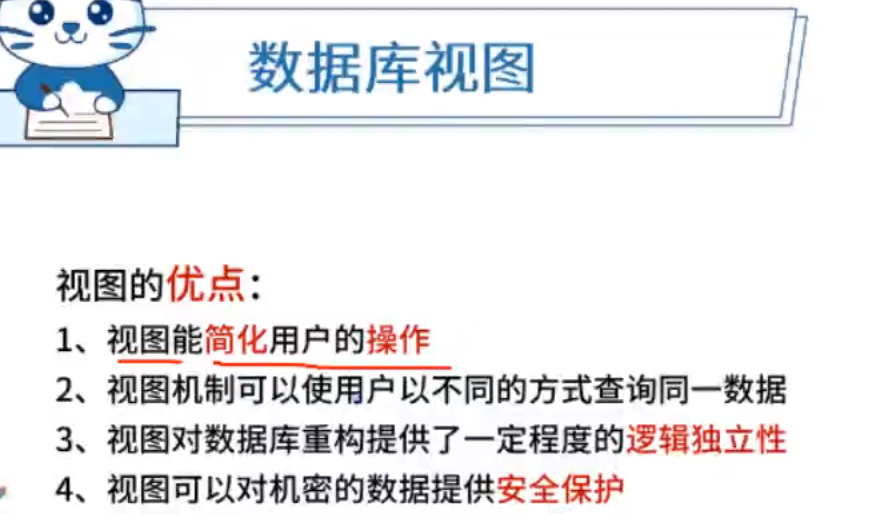 数据库视图
视图的优点：
1、视图能简化用户的操作
2、视图机制可以使用户以不同的方式查询同一数据
3、视图对数据库重构提供了一定程度的逻辑独立性
4、视图可以对机密的数据提供安全保护